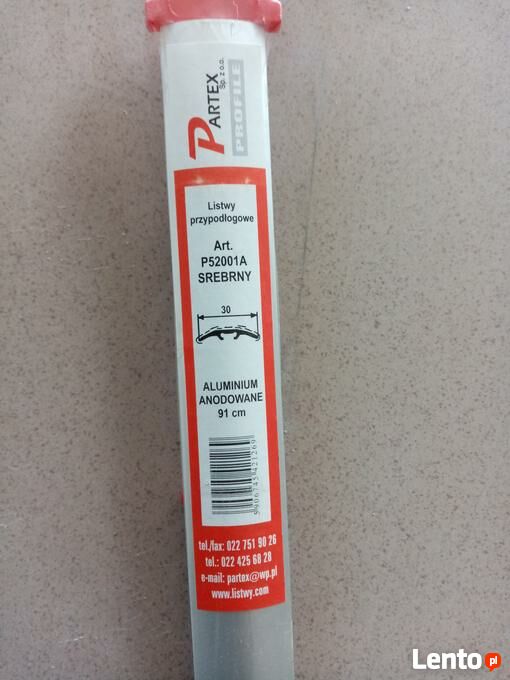 PARTEX
Sp. z o.o.
PROFILE
Listwy
przypodłogowe
Art.
P52001A
SREBRNY
30
ALUMINIUM
ANODOWANE
91 cm
5906745421269
tel./fax: 022 751 90 26
tel.: 022 425 68 28
e-mail: partex@wp.pl
www.listwy.com
Lento.pl